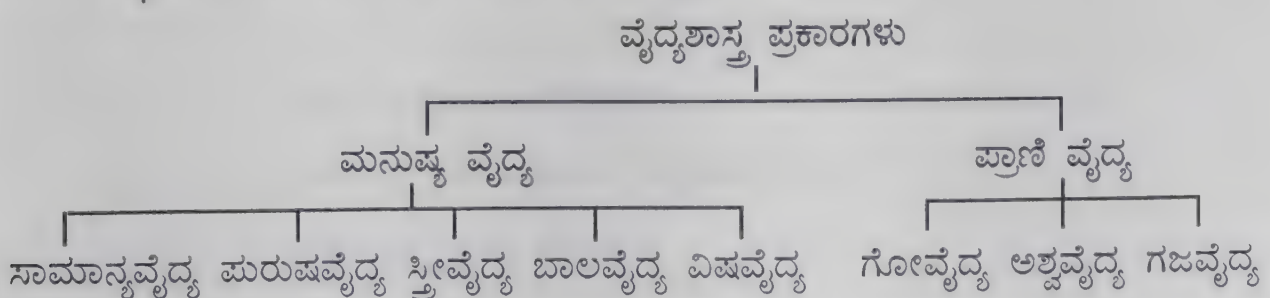 ವೈದ್ಯಶಾಸ್ತ್ರ ಪ್ರಕಾರಗಳು
ಮನುಷ್ಯ ವೈದ್ಯ ಪ್ರಾಣಿ ವೈದ್ಯ
ಸಾಮಾನ್ಯವೈದ್ಯ ಪುರುಷವೈದ್ಯ ಸ್ತ್ರೀವೈದ್ಯ ಬಾಲವೈದ್ಯ ವಿಷವೈದ್ಯ ಗೋವೈದ್ಯ ಅಶ್ವವೈದ್ಯ ಗಜವೈದ್ಯ